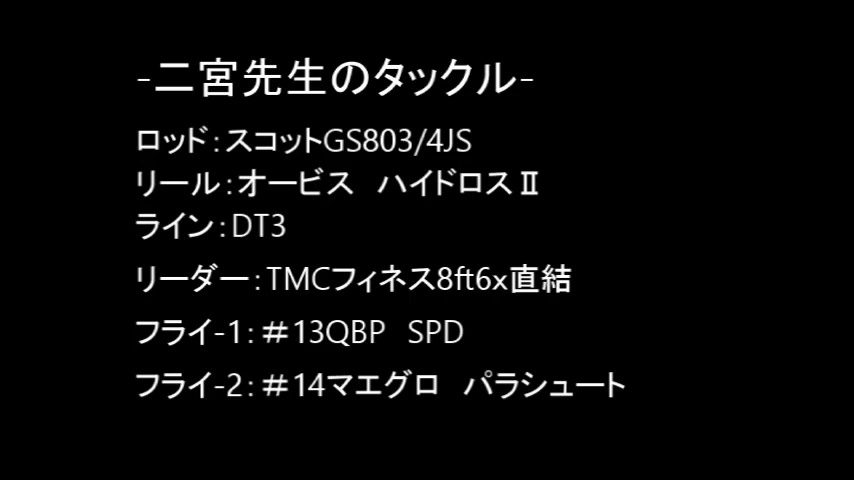 -二宮先生のタックル-
ロッド：スコットGS803/4JS
リール：オービス　ハイドロスⅡ
ライン：DT3
リーダー：TMCフィネス8ft6x直結
フライ-1：＃13QBP　SPD
フライ-2：＃14マエグロ　パラシュート